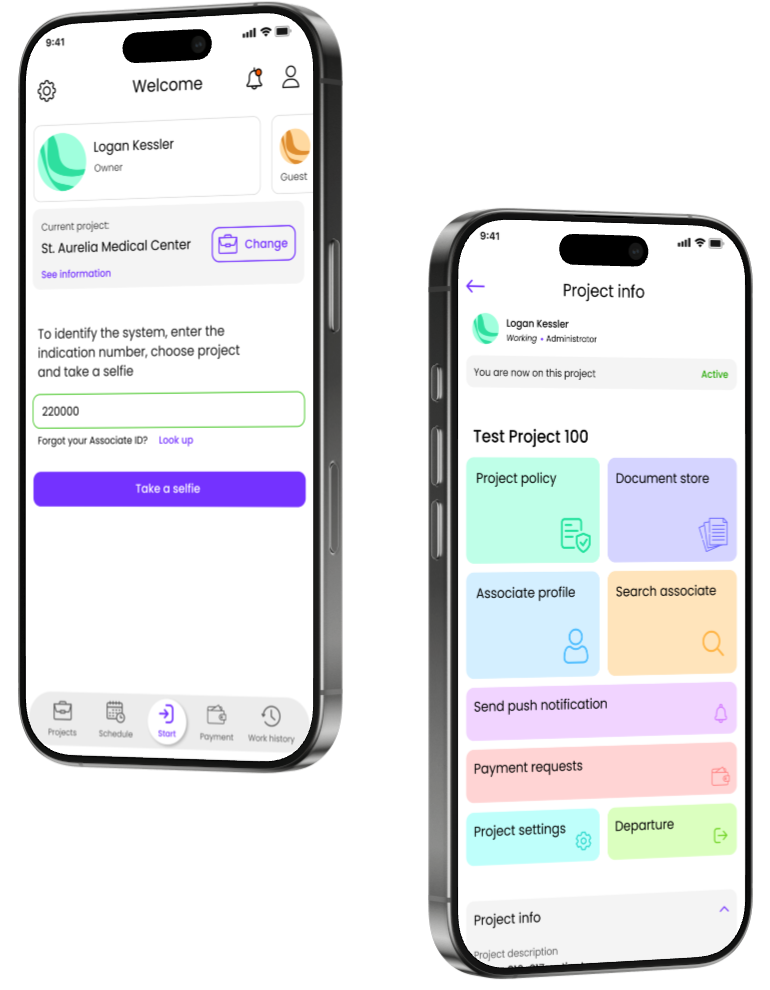 9:41
Welcome
Logan Kessler
Owner
Guest
Current project:
St. Aurelia Medical Center
Change
See information
To identify the system, enter the
indication number, choose project
and take a selfie
220000
Forgot your Associate ID? Look up
Take a selfie
Projects
Schedule
Start
Payment
Work history
9:41
Project info
Logan Kessler
Working • Administrator
You are now on this project
Active
Test Project 100
Project policy
Document store
Associate profile
Search associate
Send push notification
Payment requests
Project settings
Departure
Project info
Project description